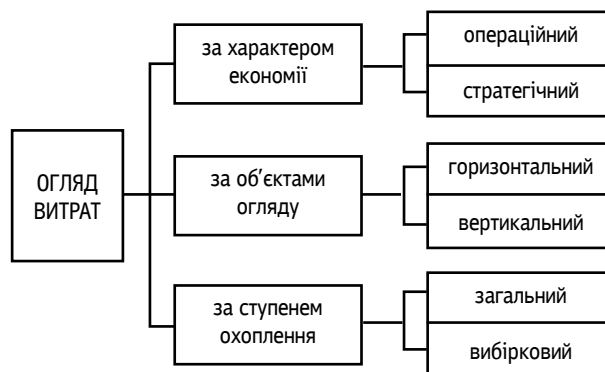 ОГЛЯД
ВИТРАТ
за характером
економії
операційний
стратегічний
за об’єктами
огляду
горизонтальний
вертикальний
за ступенем
охоплення
загальний
вибірковий